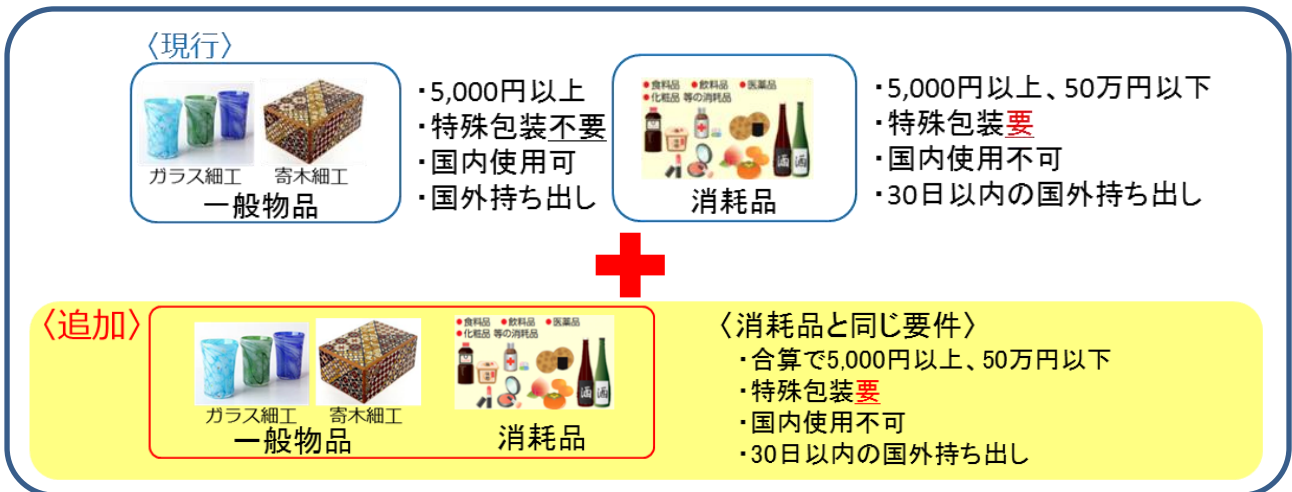 〈現行〉
ガラス細工 寄木細工
一般物品
・5,000円以上
・特殊包装不要
・国内使用可
・国外持ち出し
●食料品 ●飲料品 ●医薬品
●化粧品 等の消耗品
酒 酒
消耗品
・5,000円以上、50万円以下
・特殊包装要
・国内使用不可
・30日以内の国外持ち出し
〈追加〉
ガラス細工 寄木細工
一般物品
●食料品 ●飲料品 ●医薬品
●化粧品 等の消耗品
酒 酒
消耗品
〈消耗品と同じ要件〉
・合算で5,000円以上、50万円以下
・特殊包装要
・国内使用不可
・30日以内の国外持ち出し